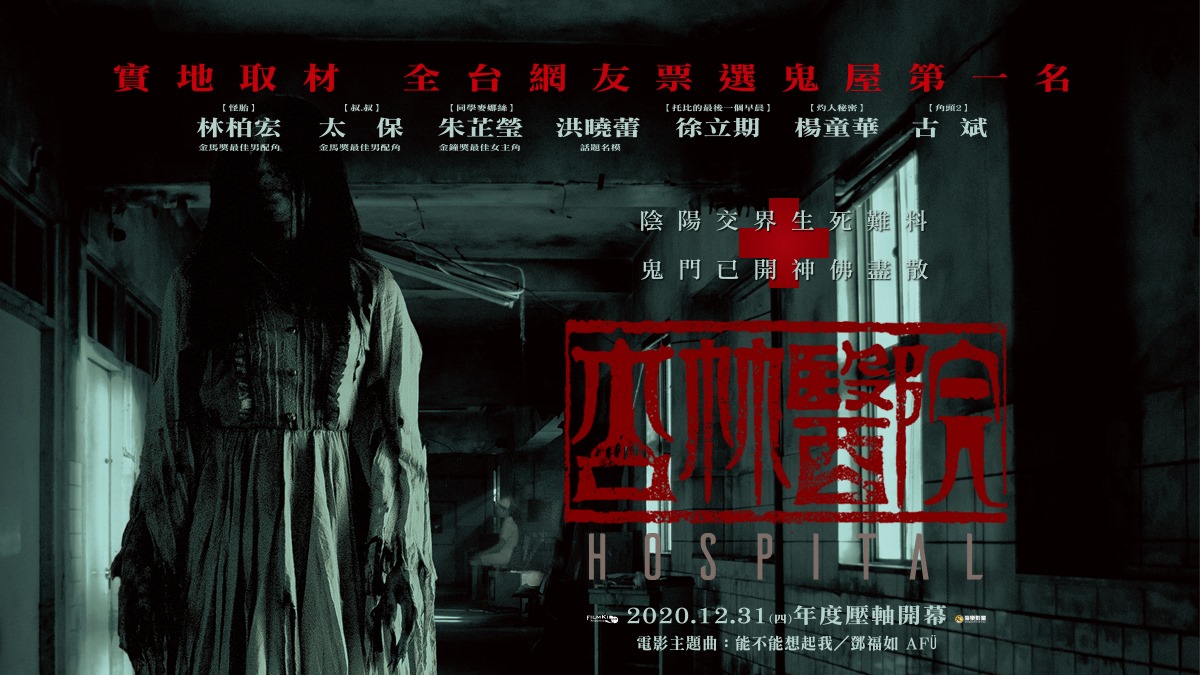 實地取材 全台網友票選鬼屋第一名
【怪胎】 【叔.叔】 【同學麥娜絲】 【托比的最後一個早晨】 【灼人秘密】 【角頭2】
林柏宏 太保 朱芷瑩 洪曉蕾 徐立期 楊童華 古斌
金馬獎最佳男配角 金馬獎最佳男配角 金鐘獎最佳女主角 話題名模
陰陽交界生死難料
鬼門已開神佛盡散
杏林醫院
HOSPITAL
2020.12.31(四)年度壓軸開幕
電影主題曲：能不能想起我／鄧福如 AFÜ